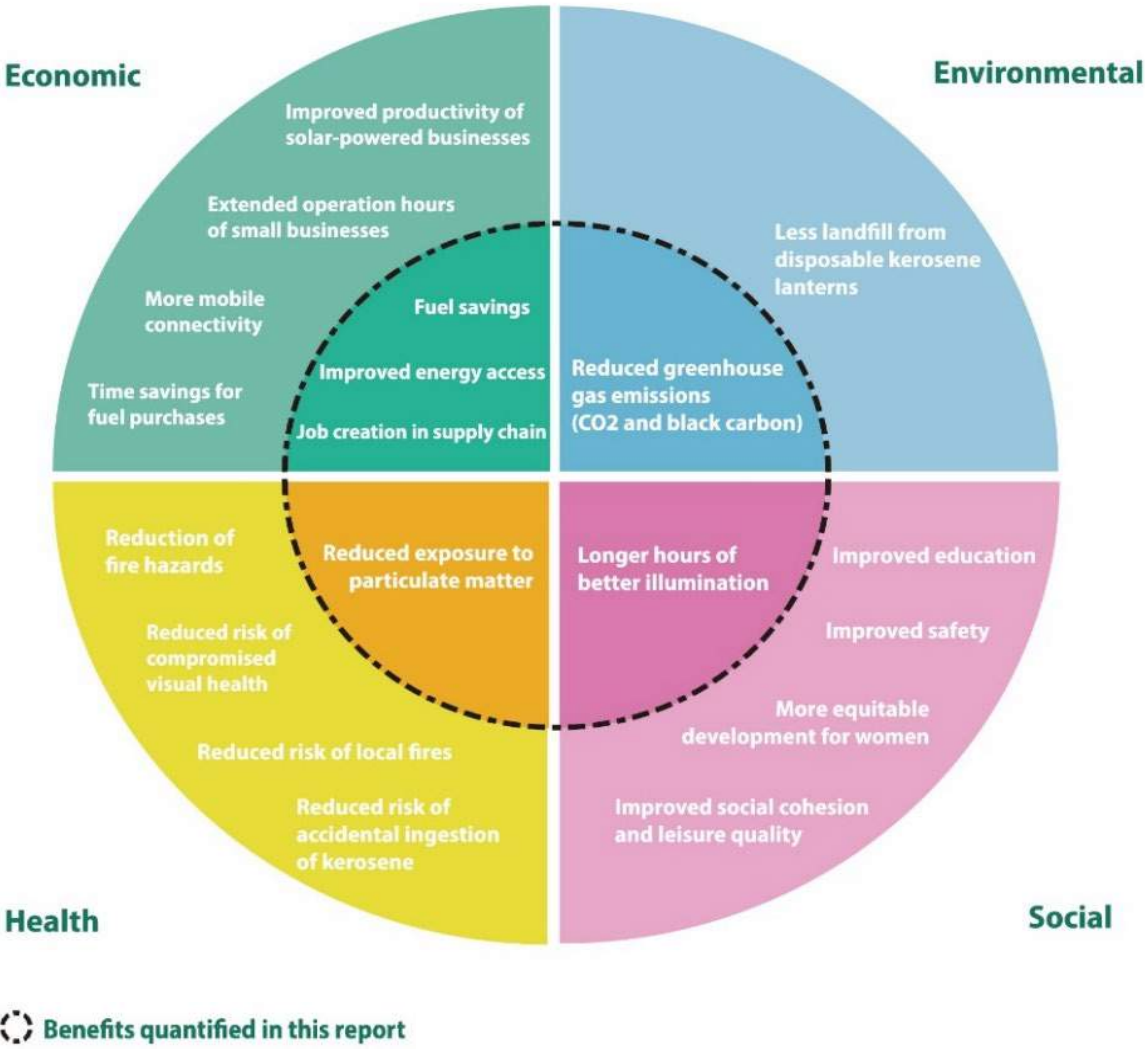 Economic
Environmental
Improved productivity of
solar-powered businesses
Extended operation hours
of small businesses
More mobile
connectivity
Time savings for
fuel purchases
Fuel savings
Improved energy access
Job creation in supply chain
Less landfill from
disposable kerosene
lanterns
Reduced greenhouse
gas emissions
(CO2 and black carbon)
Reduction of
fire hazards
Reduced risk of
compromised
visual health
Reduced risk of local fires
Reduced risk of
accidental ingestion
of kerosene
Reduced exposure to
particulate matter
Longer hours of
better illumination
Improved education
Improved safety
More equitable
development for women
Improved social cohesion
and leisure quality
Health
Social
Benefits quantified in this report